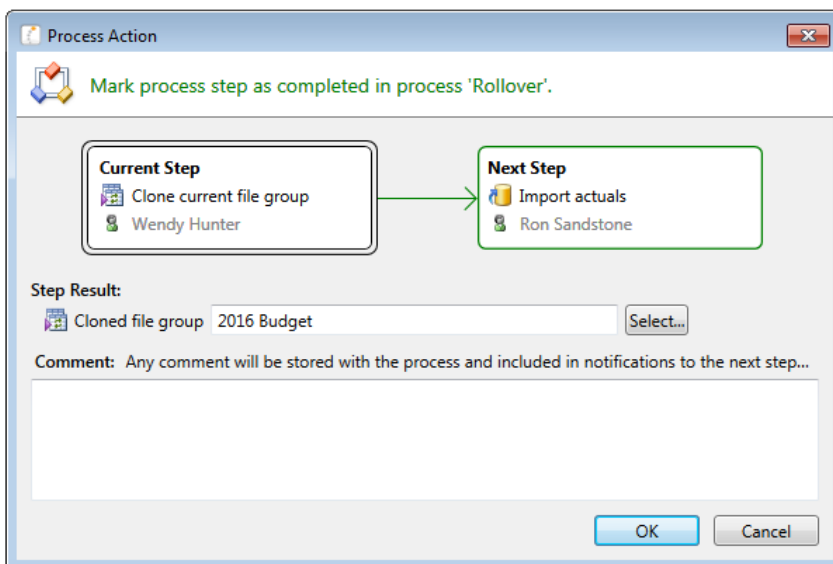 Process Action
Mark process step as completed in process 'Rollover'.
Current Step
Clone current file group
Wendy Hunter
Next Step
Import actuals
Ron Sandstone
Step Result:
Cloned file group 2016 Budget Select...
Comment: Any comment will be stored with the process and included in notifications to the next step...
OK Cancel